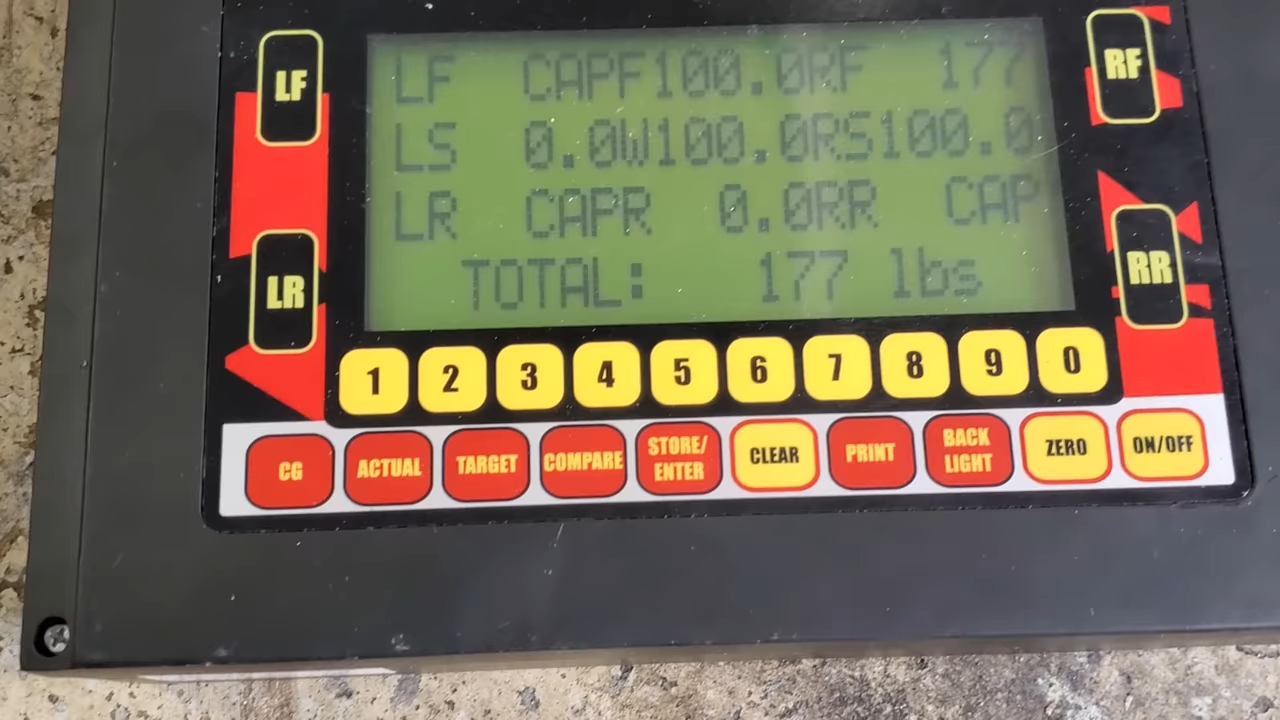 LF CAPF100.0RF 177
LS 0.0W100.0RS100.0
LR CAPR 0.0RR CAP
TOTAL: 177 lbs
LF
RF
LR
RR
1 2 3 4 5 6 7 8 9 0
CG ACTUAL TARGET COMPARE STORE/ENTER CLEAR PRINT BACK LIGHT ZERO ON/OFF